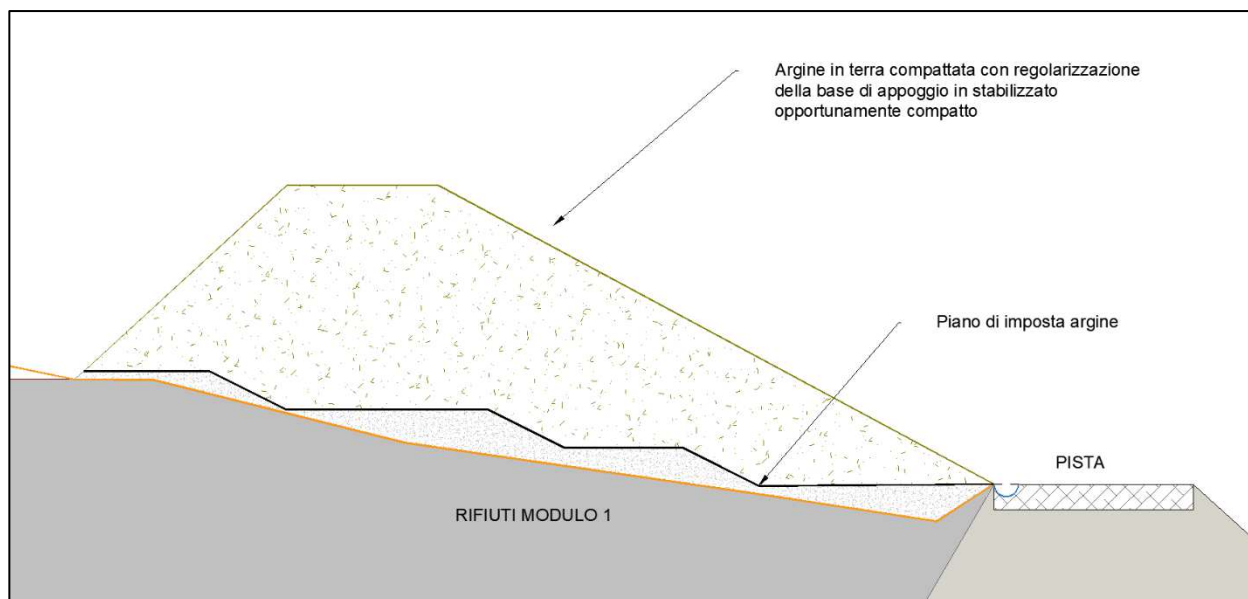 Argine in terra compattata con regolarizzazione
della base di appoggio in stabilizzato
opportunamente compatto
Piano di imposta argine
PISTA
RIFIUTI MODULO 1